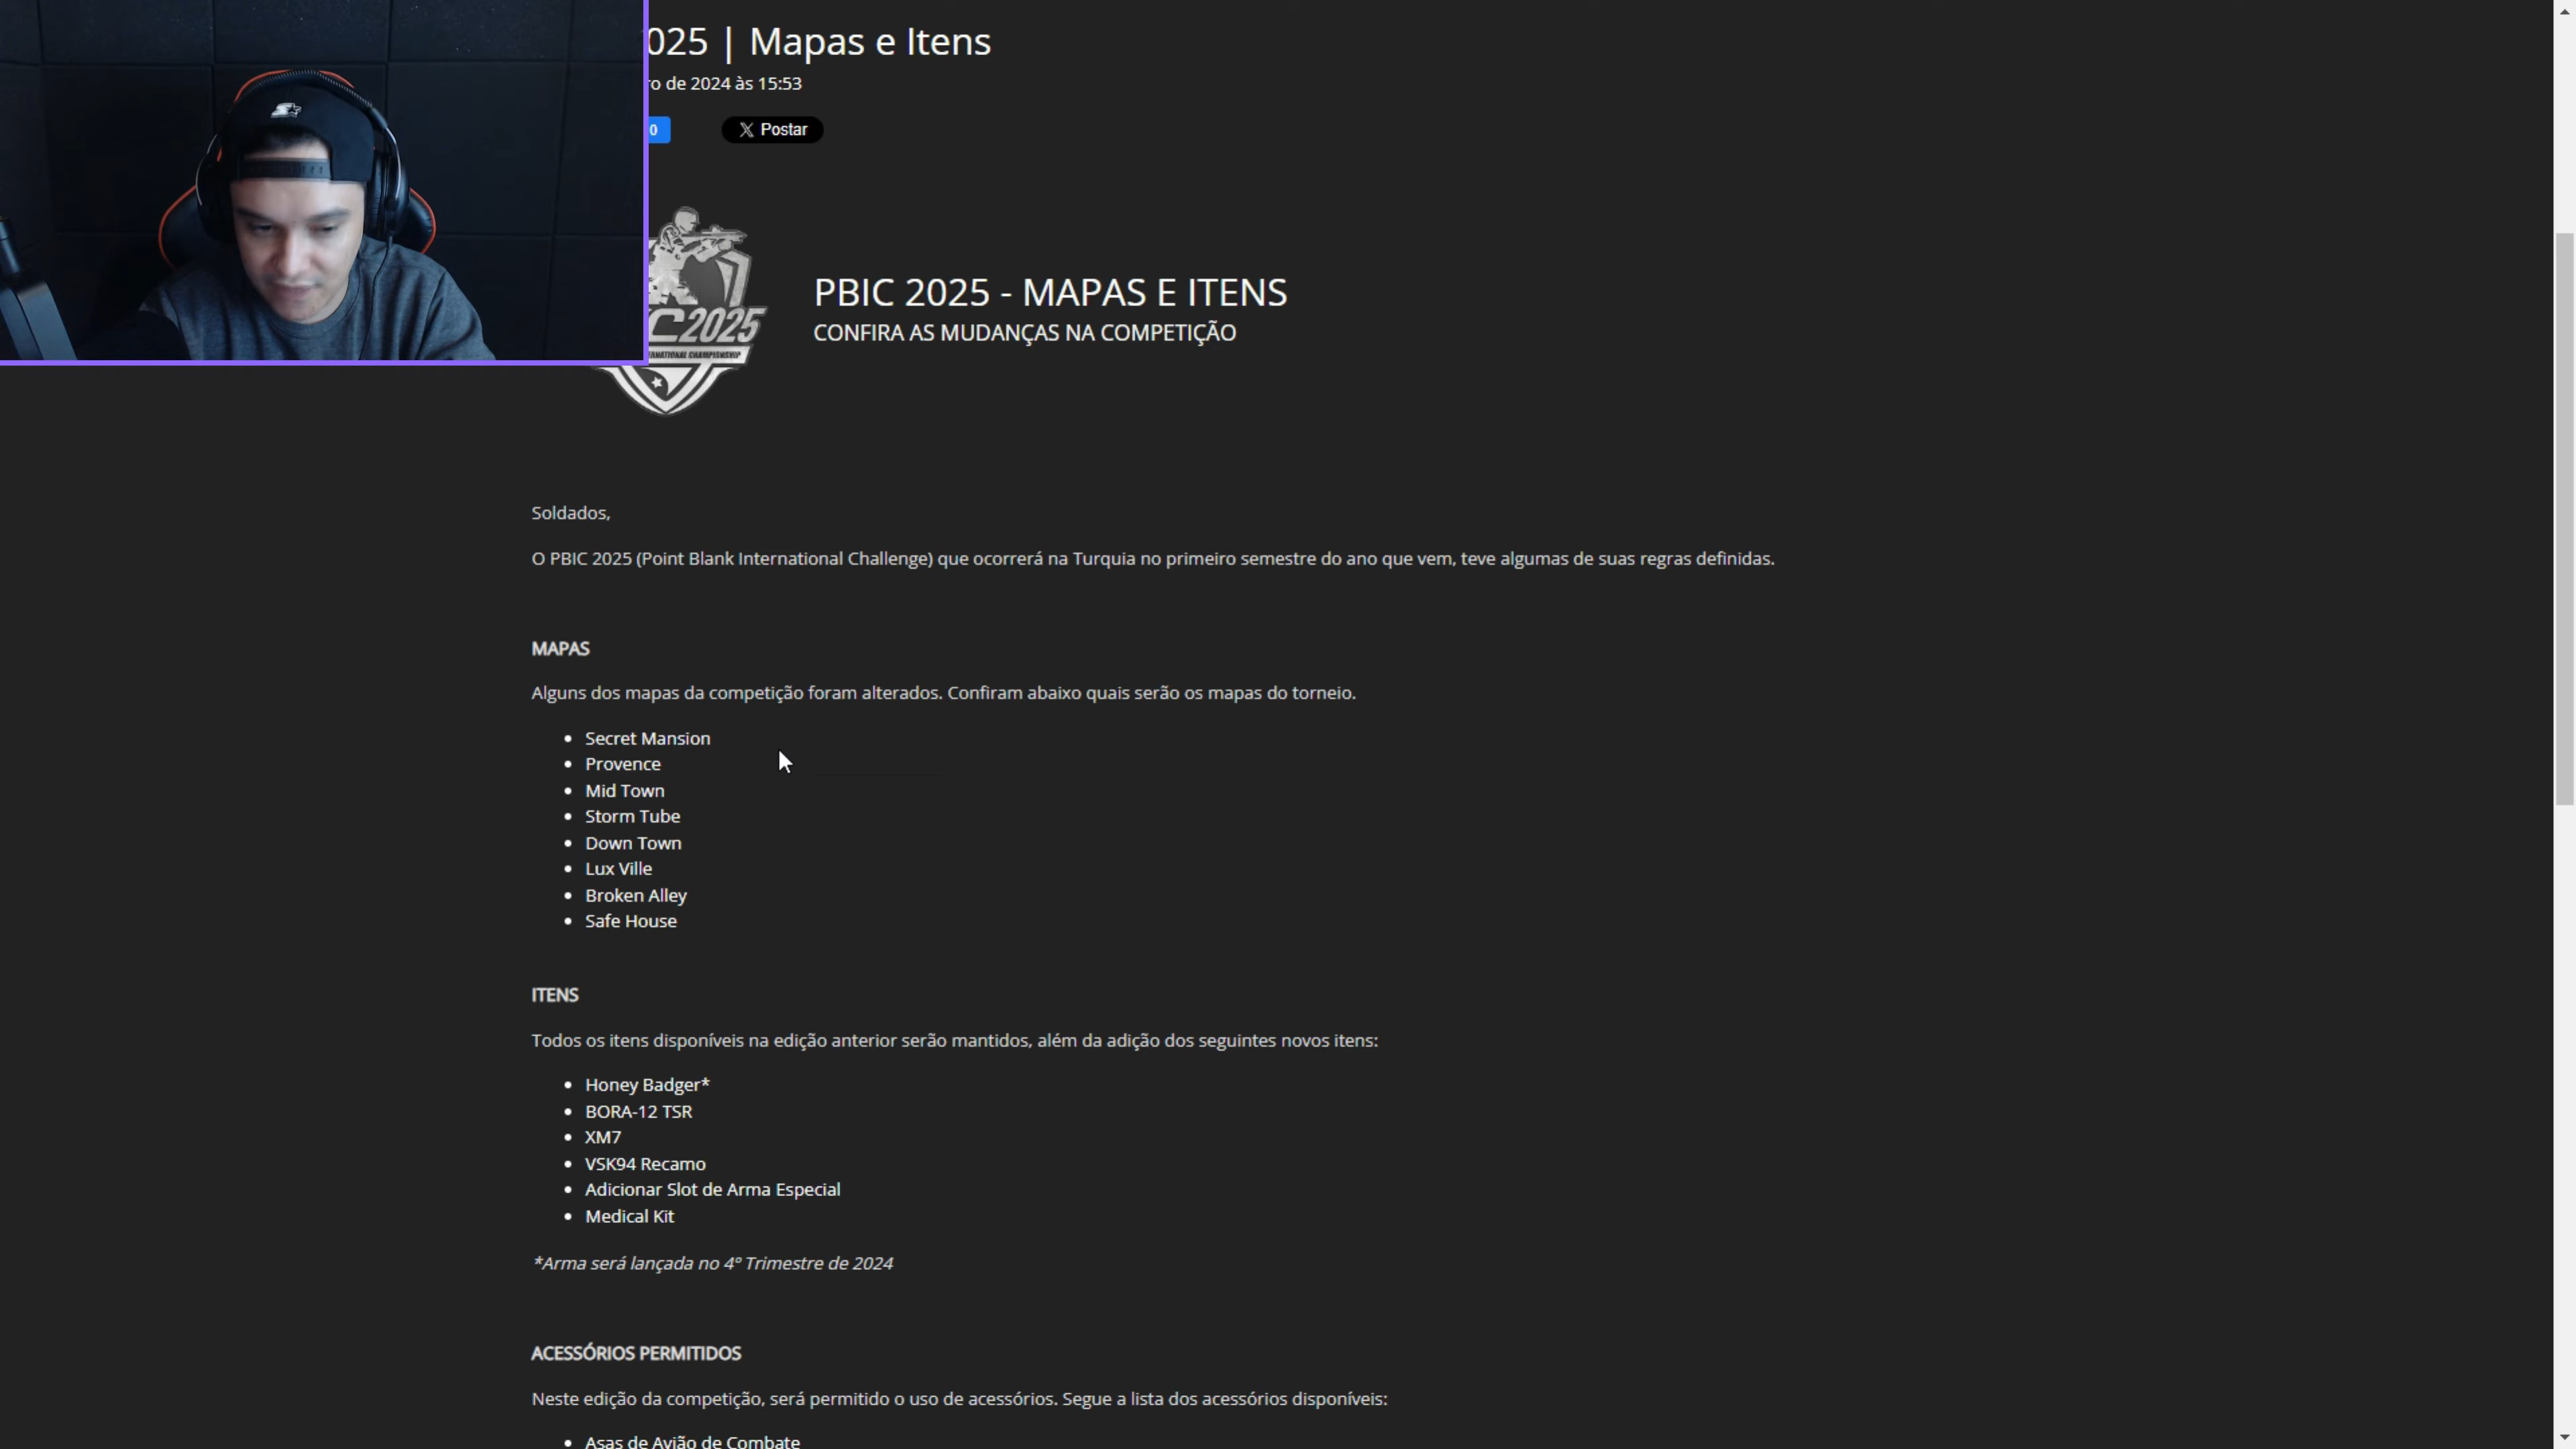 025 | Mapas e Itens
ro de 2024 às 15:53
0
Postar
C2025
ERNATIONAL CHAMPIONSHIP
PBIC 2025 - MAPAS E ITENS
CONFIRA AS MUDANÇAS NA COMPETIÇÃO
Soldados,
O PBIC 2025 (Point Blank International Challenge) que ocorrerá na Turquia no primeiro semestre do ano que vem, teve algumas de suas regras definidas.
MAPAS
Alguns dos mapas da competição foram alterados. Confiram abaixo quais serão os mapas do torneio.
• Secret Mansion
• Provence
• Mid Town
• Storm Tube
• Down Town
• Lux Ville
• Broken Alley
• Safe House
ITENS
Todos os itens disponíveis na edição anterior serão mantidos, além da adição dos seguintes novos itens:
• Honey Badger*
• BORA-12 TSR
• XM7
• VSK94 Recamo
• Adicionar Slot de Arma Especial
• Medical Kit
*Arma será lançada no 4º Trimestre de 2024
ACESSÓRIOS PERMITIDOS
Neste edição da competição, será permitido o uso de acessórios. Segue a lista dos acessórios disponíveis:
• Asas de Avião de Combate